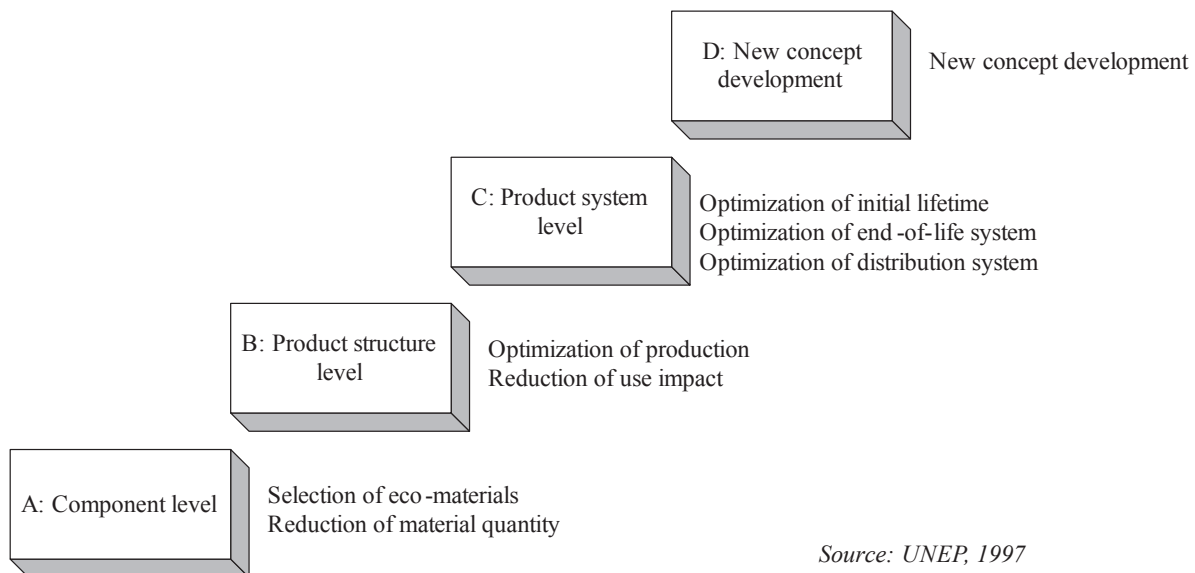 D: New concept
development
New concept development
C: Product system
level
Optimization of initial lifetime
Optimization of end-of-life system
Optimization of distribution system
B: Product structure
level
Optimization of production
Reduction of use impact
A: Component level
Selection of eco-materials
Reduction of material quantity
Source: UNEP, 1997